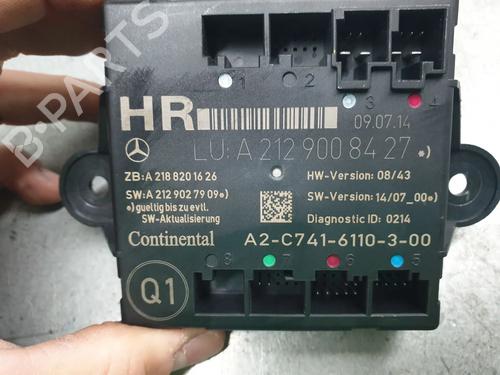 1 2 3 4
HR
09.07.14
LU: A 212 900 84 27 *)
ZB: A 218 820 16 26
HW-Version: 08/43
SW: A 212 902 79 09*)
SW-Version: 14/07_00*)
*) gueltig bis zu evtl.
SW-Aktualisierung
Diagnostic ID: 0214
Continental
A2-C741-6110-3-00
8 7 6 5
Q1
B-PARTS